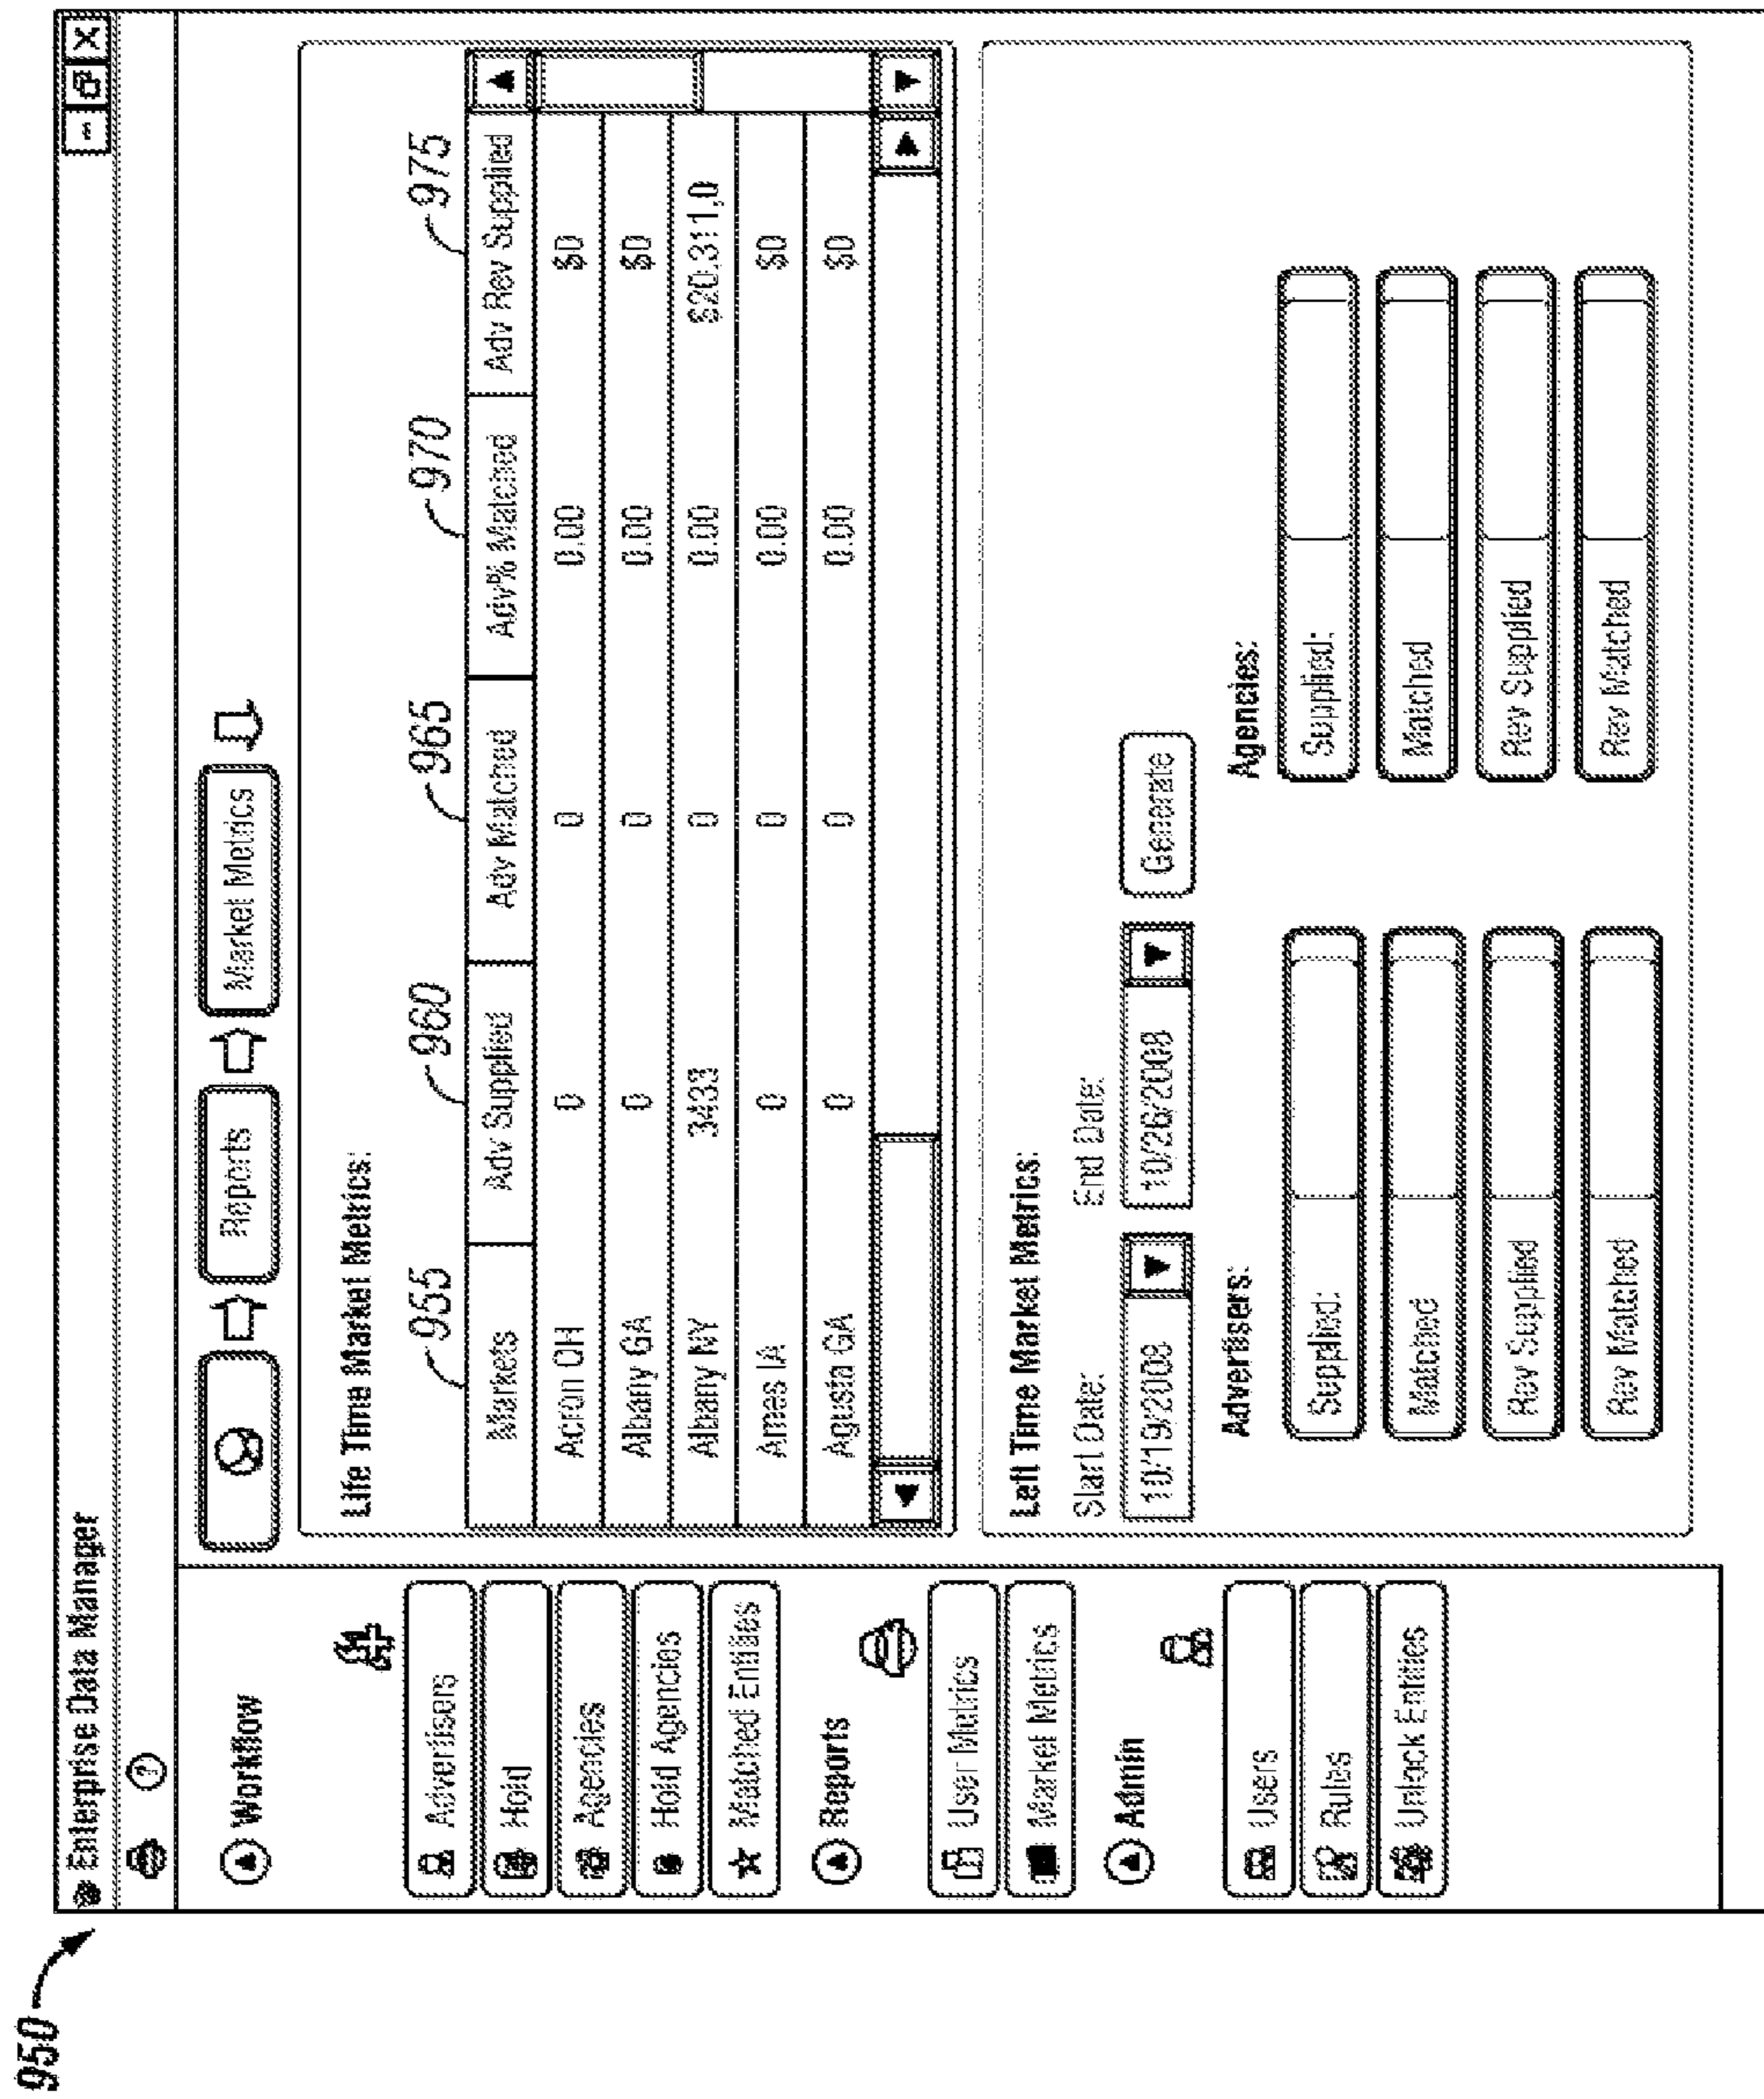 950
Enterprise Data Manager
Workflow
Advertisers
Hold
Agencies
Hold Agencies
Matched Entities
Reports
User Metrics
Market Metrics
Admin
Users
Rules
Unlock Entities
Reports Market Metrics
Life Time Market Metrics:
955 960 965 970 975
Markets Adv Supplied Adv Matched Adv% Matched Adv Rev Supplied
Acron OH 0 0 0.00 $0
Albany GA 0 0 0.00 $0
Albany NY 3433 0 0.00 $20,311,0
Ames IA 0 0 0.00 $0
Agusta GA 0 0 0.00 $0
Left Time Market Metrics:
Start Date: End Date:
10/19/2008 10/26/2008 Generate
Advertisers: Agencies:
Supplied: Supplied:
Matched Matched
Rev Supplied Rev Supplied
Rev Matched Rev Matched